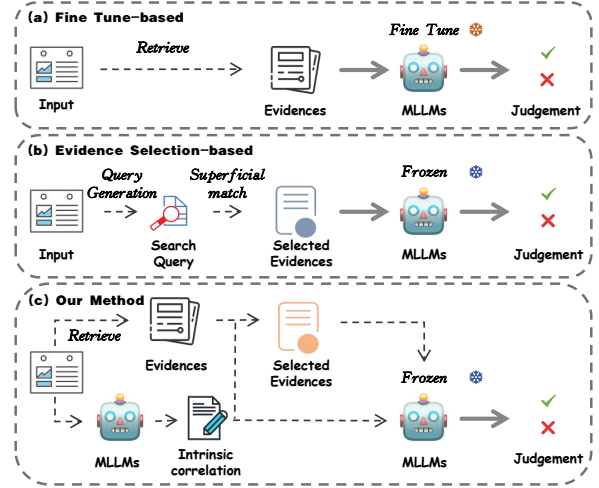 (a) Fine Tune-based
Retrieve
Fine Tune
Input
Evidences
MLLMs
Judgement
(b) Evidence Selection-based
Query
Generation
Superficial
match
Frozen
Input
Search
Query
Selected
Evidences
MLLMs
Judgement
(c) Our Method
Retrieve
Evidences
Selected
Evidences
Frozen
MLLMs
Intrinsic
correlation
MLLMs
Judgement